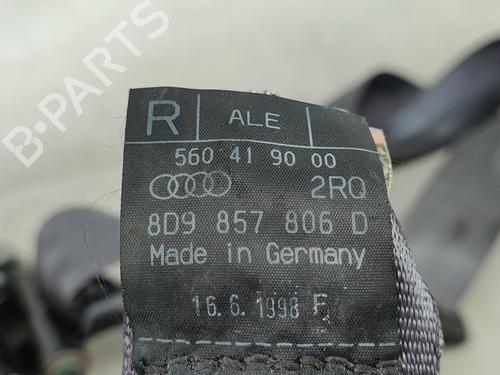 R ALE
560 41 90 00
2RQ
8D9 857 806 D
Made in Germany
16.6.1998 F
B-PARTS